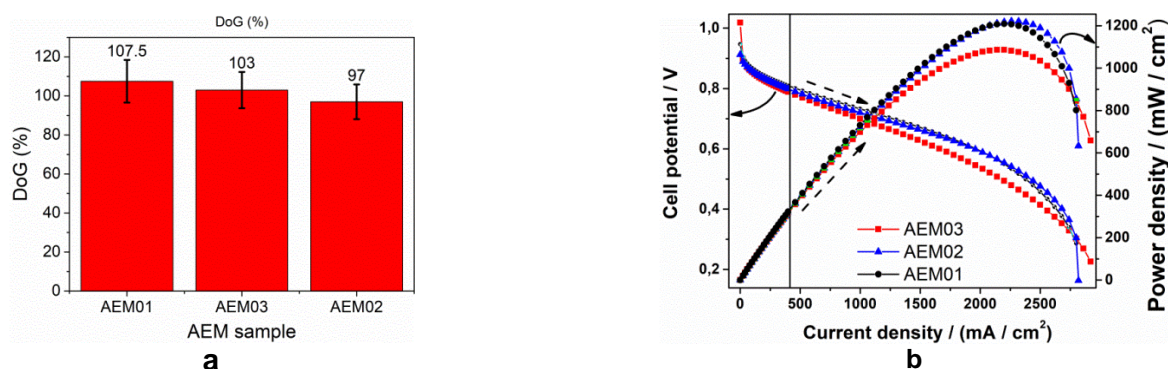 DoG (%)
107.5
103
97
120
100
80
60
40
20
0
DoG (%)
AEM01
AEM03
AEM02
AEM sample
a
1,0
0,8
0,6
0,4
0,2
Cell potential / V
1200
1000
800
600
400
200
0
Power density / (mW / cm²)
AEM03
AEM02
AEM01
0 500 1000 1500 2000 2500
Current density / (mA / cm²)
b